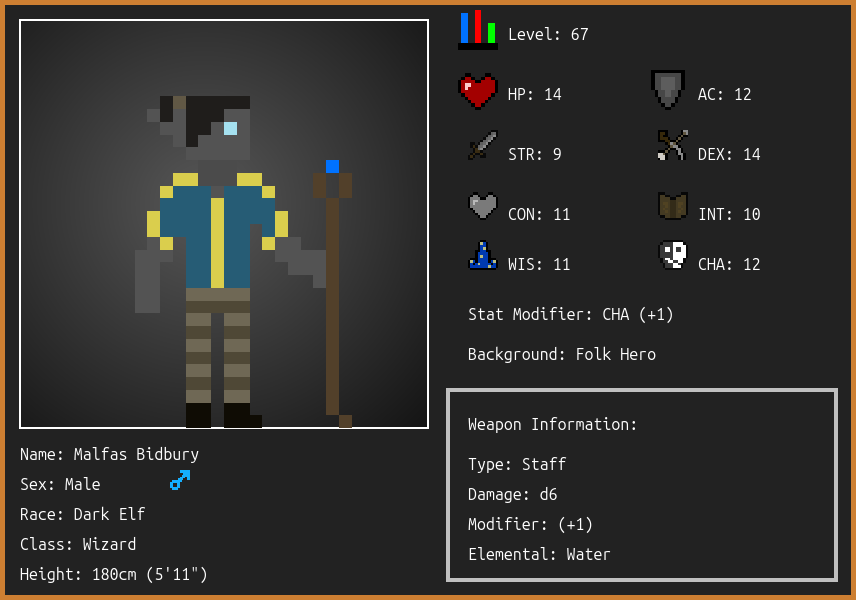 Level: 67
HP: 14
AC: 12
STR: 9
DEX: 14
CON: 11
INT: 10
WIS: 11
CHA: 12
Stat Modifier: CHA (+1)
Background: Folk Hero
Weapon Information:
Type: Staff
Damage: d6
Modifier: (+1)
Elemental: Water
Name: Malfas Bidbury
Sex: Male
Race: Dark Elf
Class: Wizard
Height: 180cm (5'11")